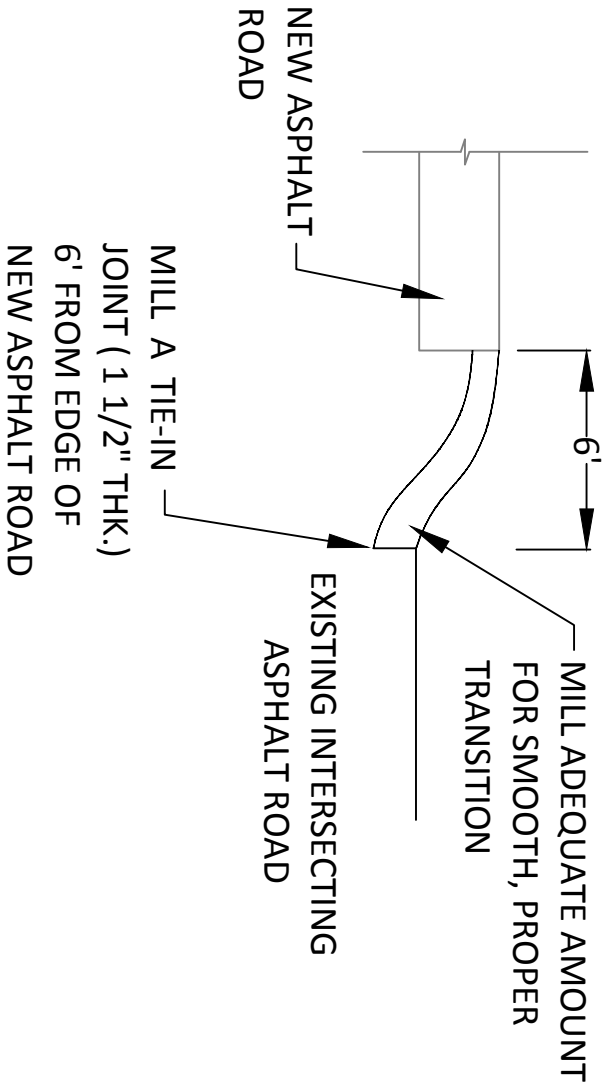 6'
MILL ADEQUATE AMOUNT
FOR SMOOTH, PROPER
TRANSITION
NEW ASPHALT
ROAD
EXISTING INTERSECTING
ASPHALT ROAD
MILL A TIE-IN
JOINT ( 1 1/2" THK.)
6' FROM EDGE OF
NEW ASPHALT ROAD